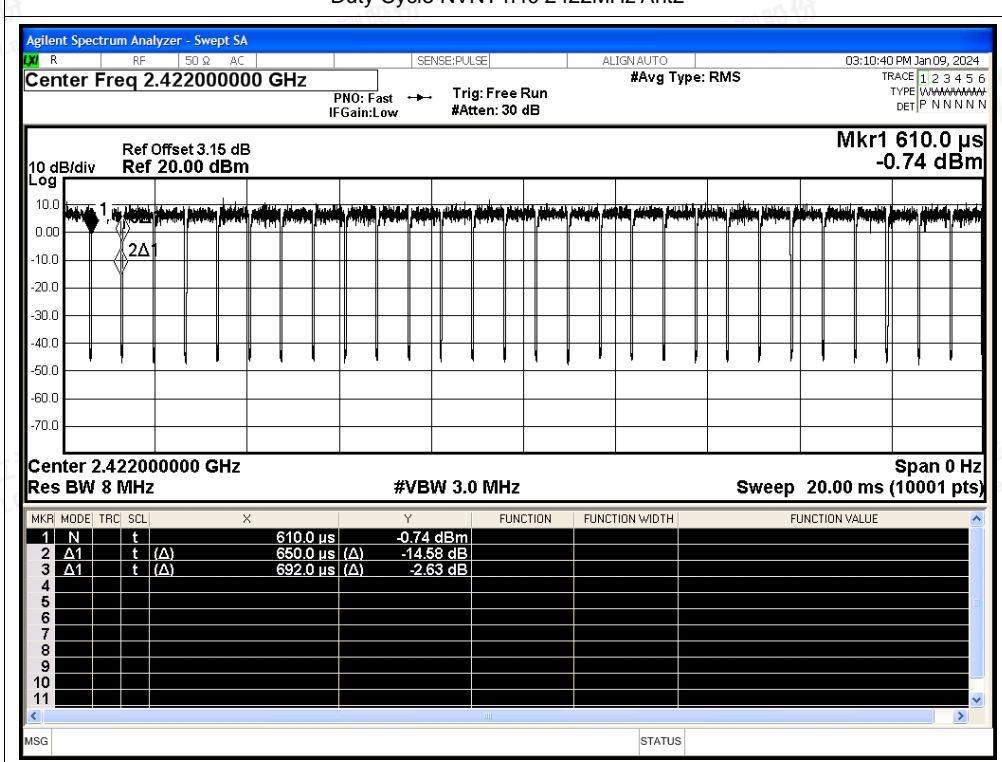 Duty Cycle NVNT n40 2422MHz Ant2
Agilent Spectrum Analyzer - Swept SA
LXI R RF 50 Ω AC SENSE:PULSE ALIGN AUTO 03:10:40 PM Jan 09, 2024
Center Freq 2.422000000 GHz
#Avg Type: RMS
TRACE 1 2 3 4 5 6
TYPE
DET P N N N N N
PNO: Fast
IFGain:Low
Trig: Free Run
#Atten: 30 dB
Mkr1 610.0 µs
-0.74 dBm
Ref Offset 3.15 dB
10 dB/div Ref 20.00 dBm
Log
10.0
0.00
-10.0
-20.0
-30.0
-40.0
-50.0
-60.0
-70.0
1
2Δ1
Center 2.422000000 GHz Span 0 Hz
Res BW 8 MHz #VBW 3.0 MHz Sweep 20.00 ms (10001 pts)
MKR MODE TRC SCL X Y FUNCTION FUNCTION WIDTH FUNCTION VALUE
1 N t 610.0 µs -0.74 dBm
2 Δ1 t (Δ) 650.0 µs (Δ) -14.58 dB
3 Δ1 t (Δ) 692.0 µs (Δ) -2.63 dB
4
5
6
7
8
9
10
11
MSG STATUS